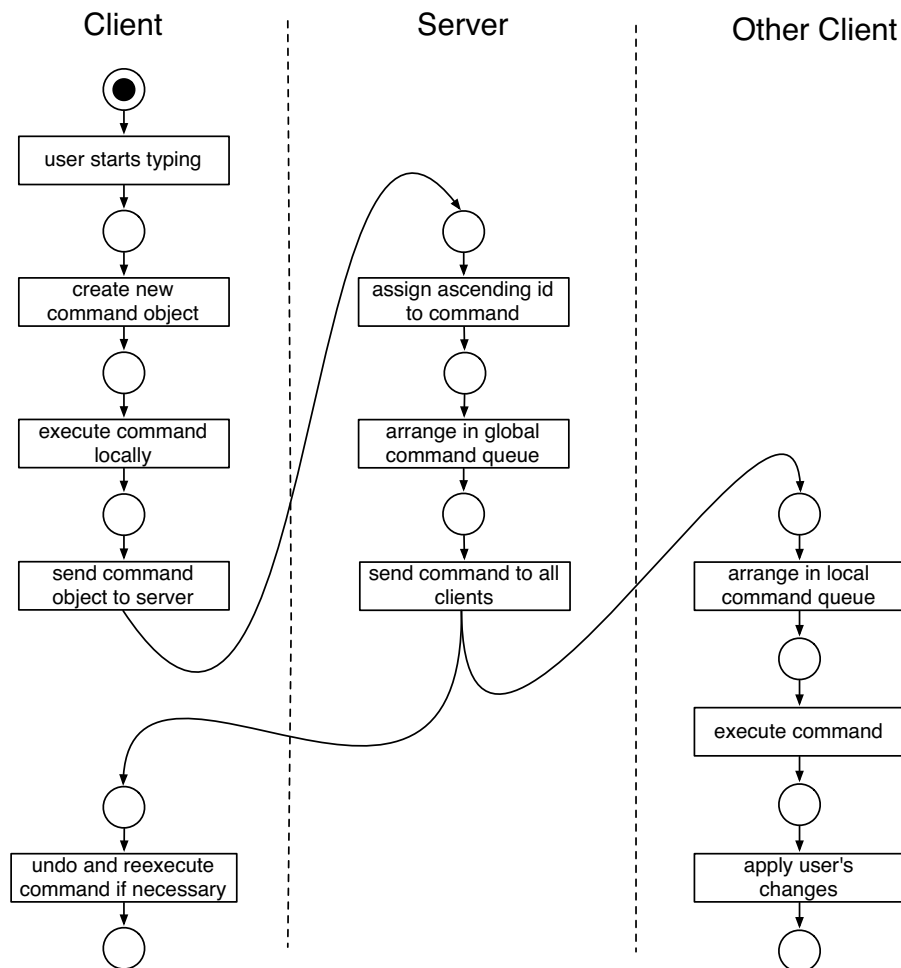 Client
Server
Other Client
user starts typing
create new
command object
execute command
locally
send command
object to server
undo and reexecute
command if necessary
assign ascending id
to command
arrange in global
command queue
send command to all
clients
arrange in local
command queue
execute command
apply user's
changes